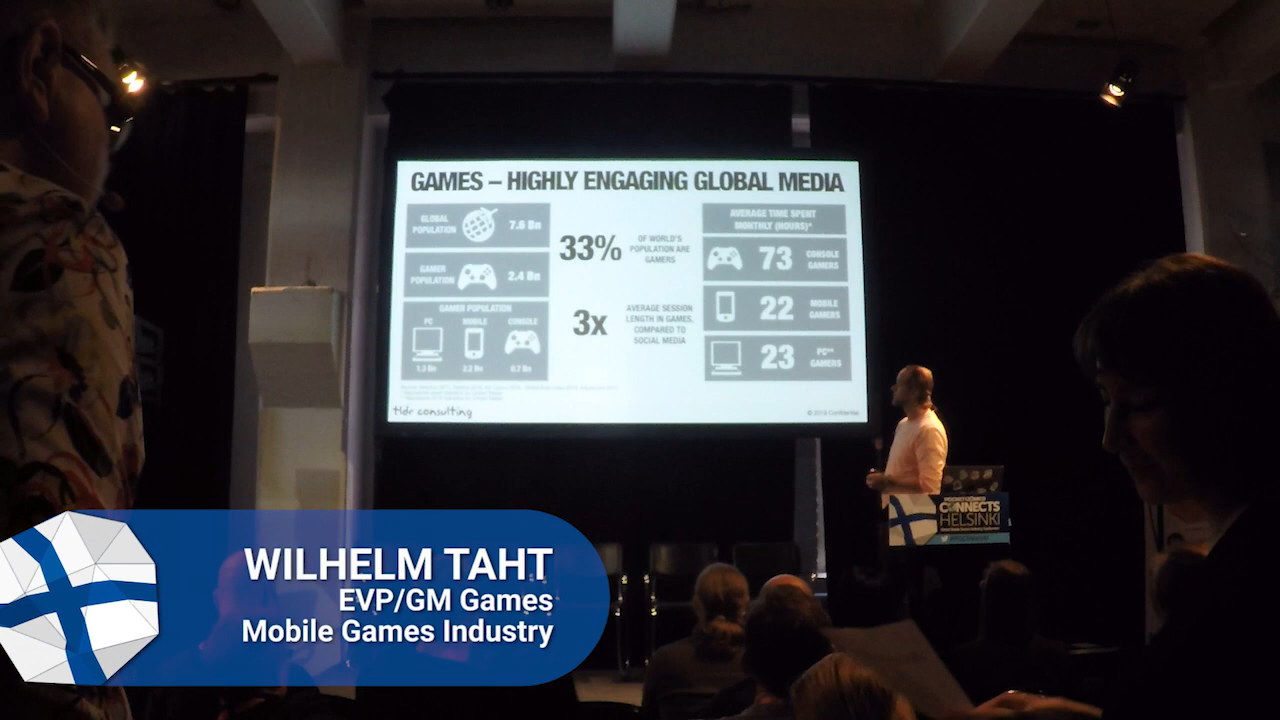 GAMES – HIGHLY ENGAGING GLOBAL MEDIA
GLOBAL
POPULATION
7.6 Bn
GAMER
POPULATION
2.4 Bn
GAMER POPULATION
PC
MOBILE
CONSOLE
1.3 Bn
2.2 Bn
0.7 Bn
33%
OF WORLD'S
POPULATION ARE
GAMERS
3x
AVERAGE SESSION
LENGTH IN GAMES,
COMPARED TO
SOCIAL MEDIA
AVERAGE TIME SPENT
MONTHLY (HOURS)*
73
CONSOLE
GAMERS
22
MOBILE
GAMERS
23
PC**
GAMERS
tldr consulting
CONNECTS
HELSINKI
WILHELM TAHT
EVP/GM Games
Mobile Games Industry